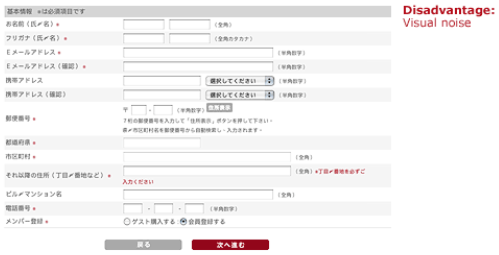 Disadvantage:
Visual noise
基本情報 *は必須項目です
お名前（氏〆名）* （全角）
フリガナ（氏〆名）* （全角カタカナ）
Eメールアドレス * （半角数字）
Eメールアドレス（確認）* （半角数字）
携帯アドレス 選択してください （半角数字）
携帯アドレス（確認） 選択してください （半角数字）
郵便番号 * 〒 - （半角数字）
7桁の郵便番号を入力して「住所表示」ボタンを押して下さい。
県〆市区町村名を郵便番号から自動検索し、入力されます。
都道府県 *
市区町村 * （全角）
それ以降の住所（丁目〆番地など）* （全角）*丁目〆番地を必ずご
入力ください
ビル〆マンション名 （全角）
電話番号 * - - （半角数字）
メンバー登録 * ゲスト購入する 会員登録する
戻る 次へ進む